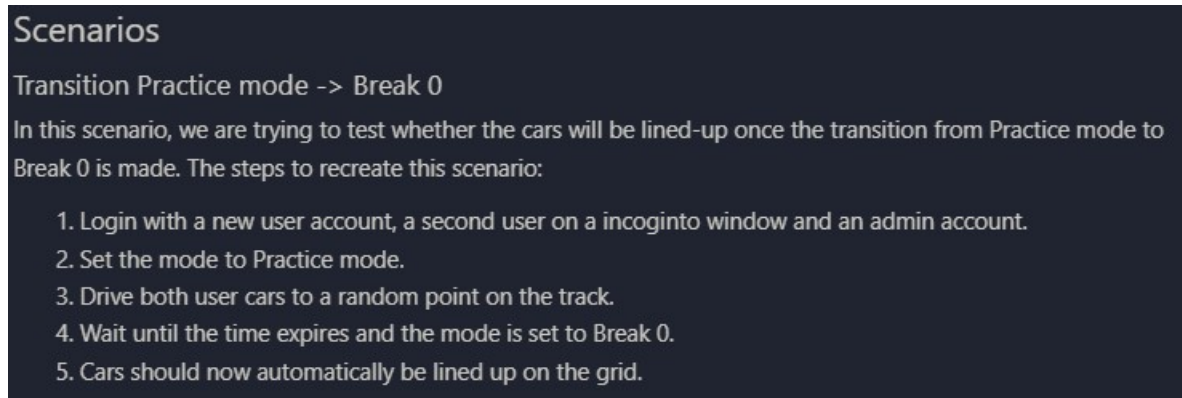 Scenarios
Transition Practice mode -> Break 0
In this scenario, we are trying to test whether the cars will be lined-up once the transition from Practice mode to
Break 0 is made. The steps to recreate this scenario:
1. Login with a new user account, a second user on a incoginto window and an admin account.
2. Set the mode to Practice mode.
3. Drive both user cars to a random point on the track.
4. Wait until the time expires and the mode is set to Break 0.
5. Cars should now automatically be lined up on the grid.